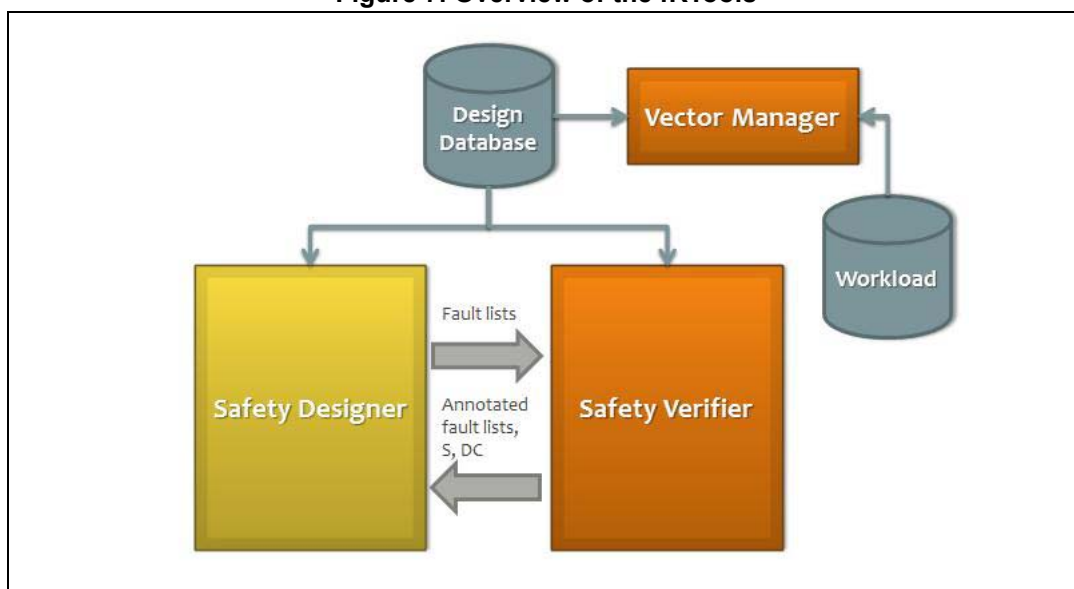 Figure 7. Overview of the fRTools
Design
Database
Vector Manager
Workload
Fault lists
Safety Designer
Annotated
fault lists,
S, DC
Safety Verifier